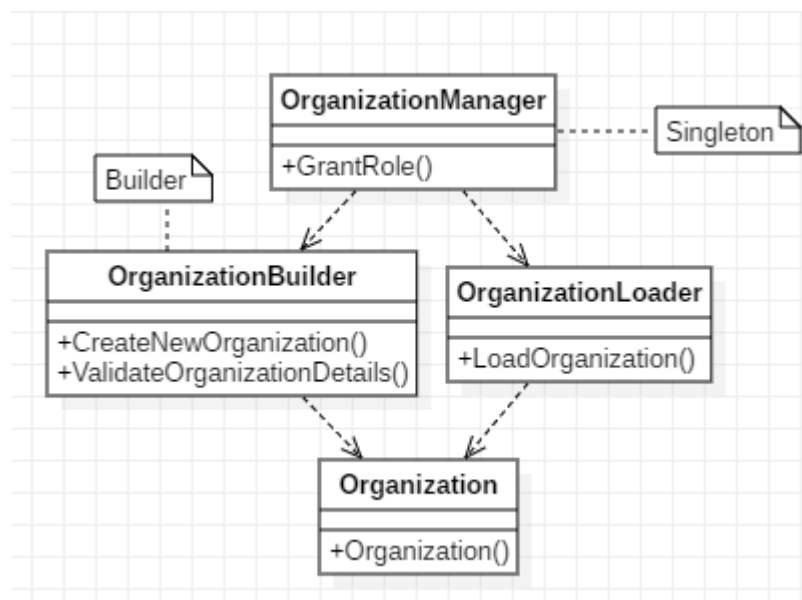 OrganizationManager
+GrantRole()
Singleton
Builder
OrganizationBuilder
+CreateNewOrganization()
+ValidateOrganizationDetails()
OrganizationLoader
+LoadOrganization()
Organization
+Organization()